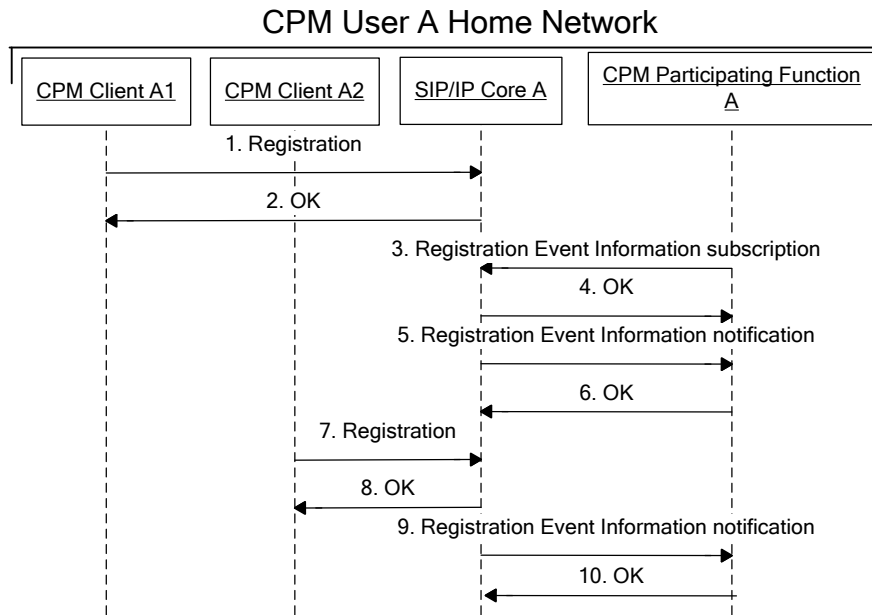 CPM User A Home Network
CPM Client A1
CPM Client A2
SIP/IP Core A
CPM Participating Function
A
1. Registration
2. OK
3. Registration Event Information subscription
4. OK
5. Registration Event Information notification
6. OK
7. Registration
8. OK
9. Registration Event Information notification
10. OK